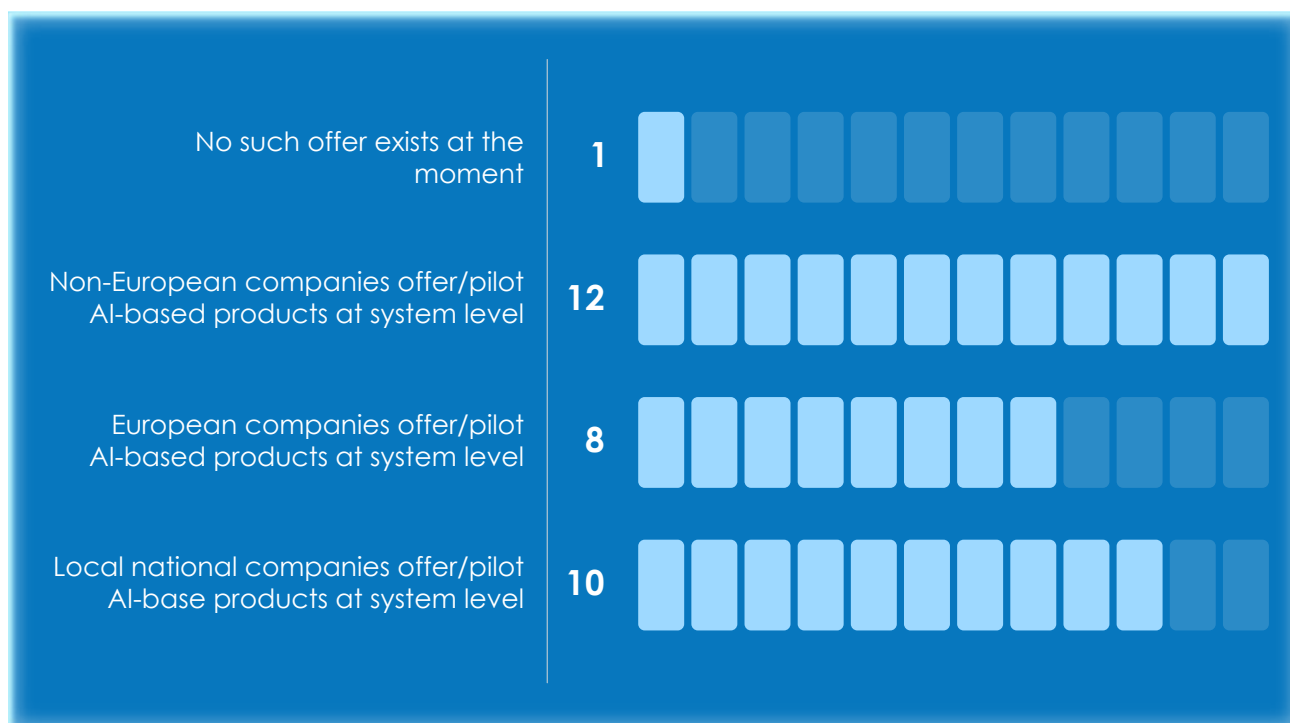 No such offer exists at the
moment
1
Non-European companies offer/pilot
AI-based products at system level
12
European companies offer/pilot
AI-based products at system level
8
Local national companies offer/pilot
AI-base products at system level
10